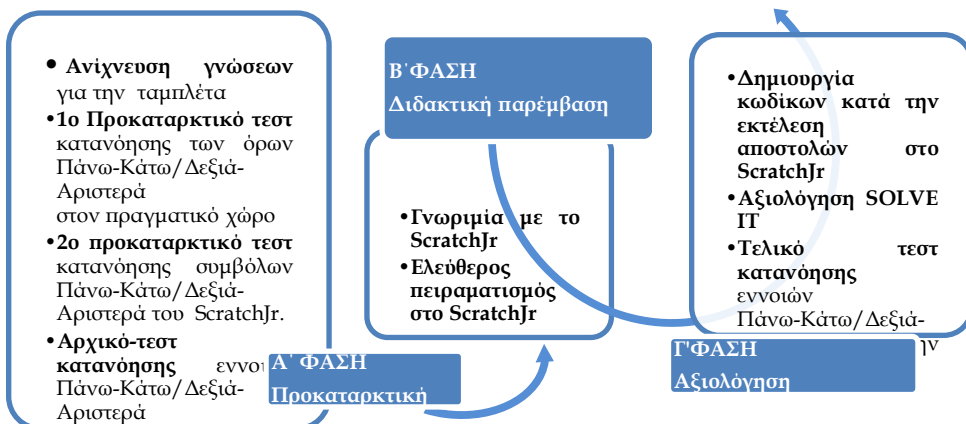 • Ανίχνευση γνώσεων
για την ταμπλέτα
•1ο Προκαταρκτικό τεστ
κατανόησης των όρων
Πάνω-Κάτω/Δεξιά-
Αριστερά
στον πραγματικό χώρο
•2ο προκαταρκτικό τεστ
κατανόησης συμβόλων
Πάνω-Κάτω/Δεξιά-
Αριστερά του ScratchJr.
•Αρχικό-τεστ
κατανόησης
Πάνω-Κάτω/Δεξιά-
Αριστερά
Α΄ ΦΑΣΗ
Προκαταρκτική
Β΄ΦΑΣΗ
Διδακτική παρέμβαση
•Γνωριμία με το
ScratchJr
•Ελεύθερος
πειραματισμός
στο ScratchJr
•Δημιουργία
κωδίκων κατά την
εκτέλεση
αποστολών στο
ScratchJr
•Αξιολόγηση SOLVE
IT
•Τελικό τεστ
κατανόησης
εννοιών
Πάνω-Κάτω/Δεξιά-
Γ'ΦΑΣΗ
Αξιολόγηση